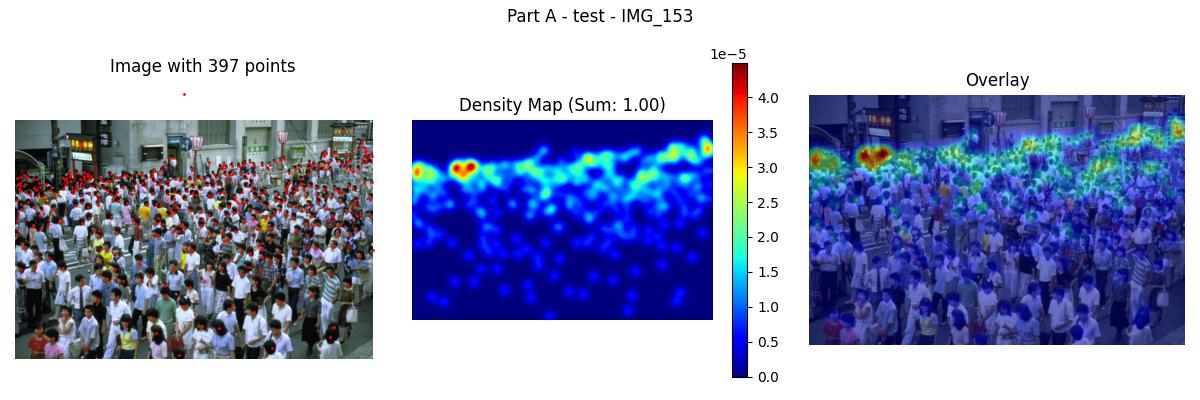 Part A - test - IMG_153
Image with 397 points
Density Map (Sum: 1.00)
1e−5
4.0
3.5
3.0
2.5
2.0
1.5
1.0
0.5
0.0
Overlay